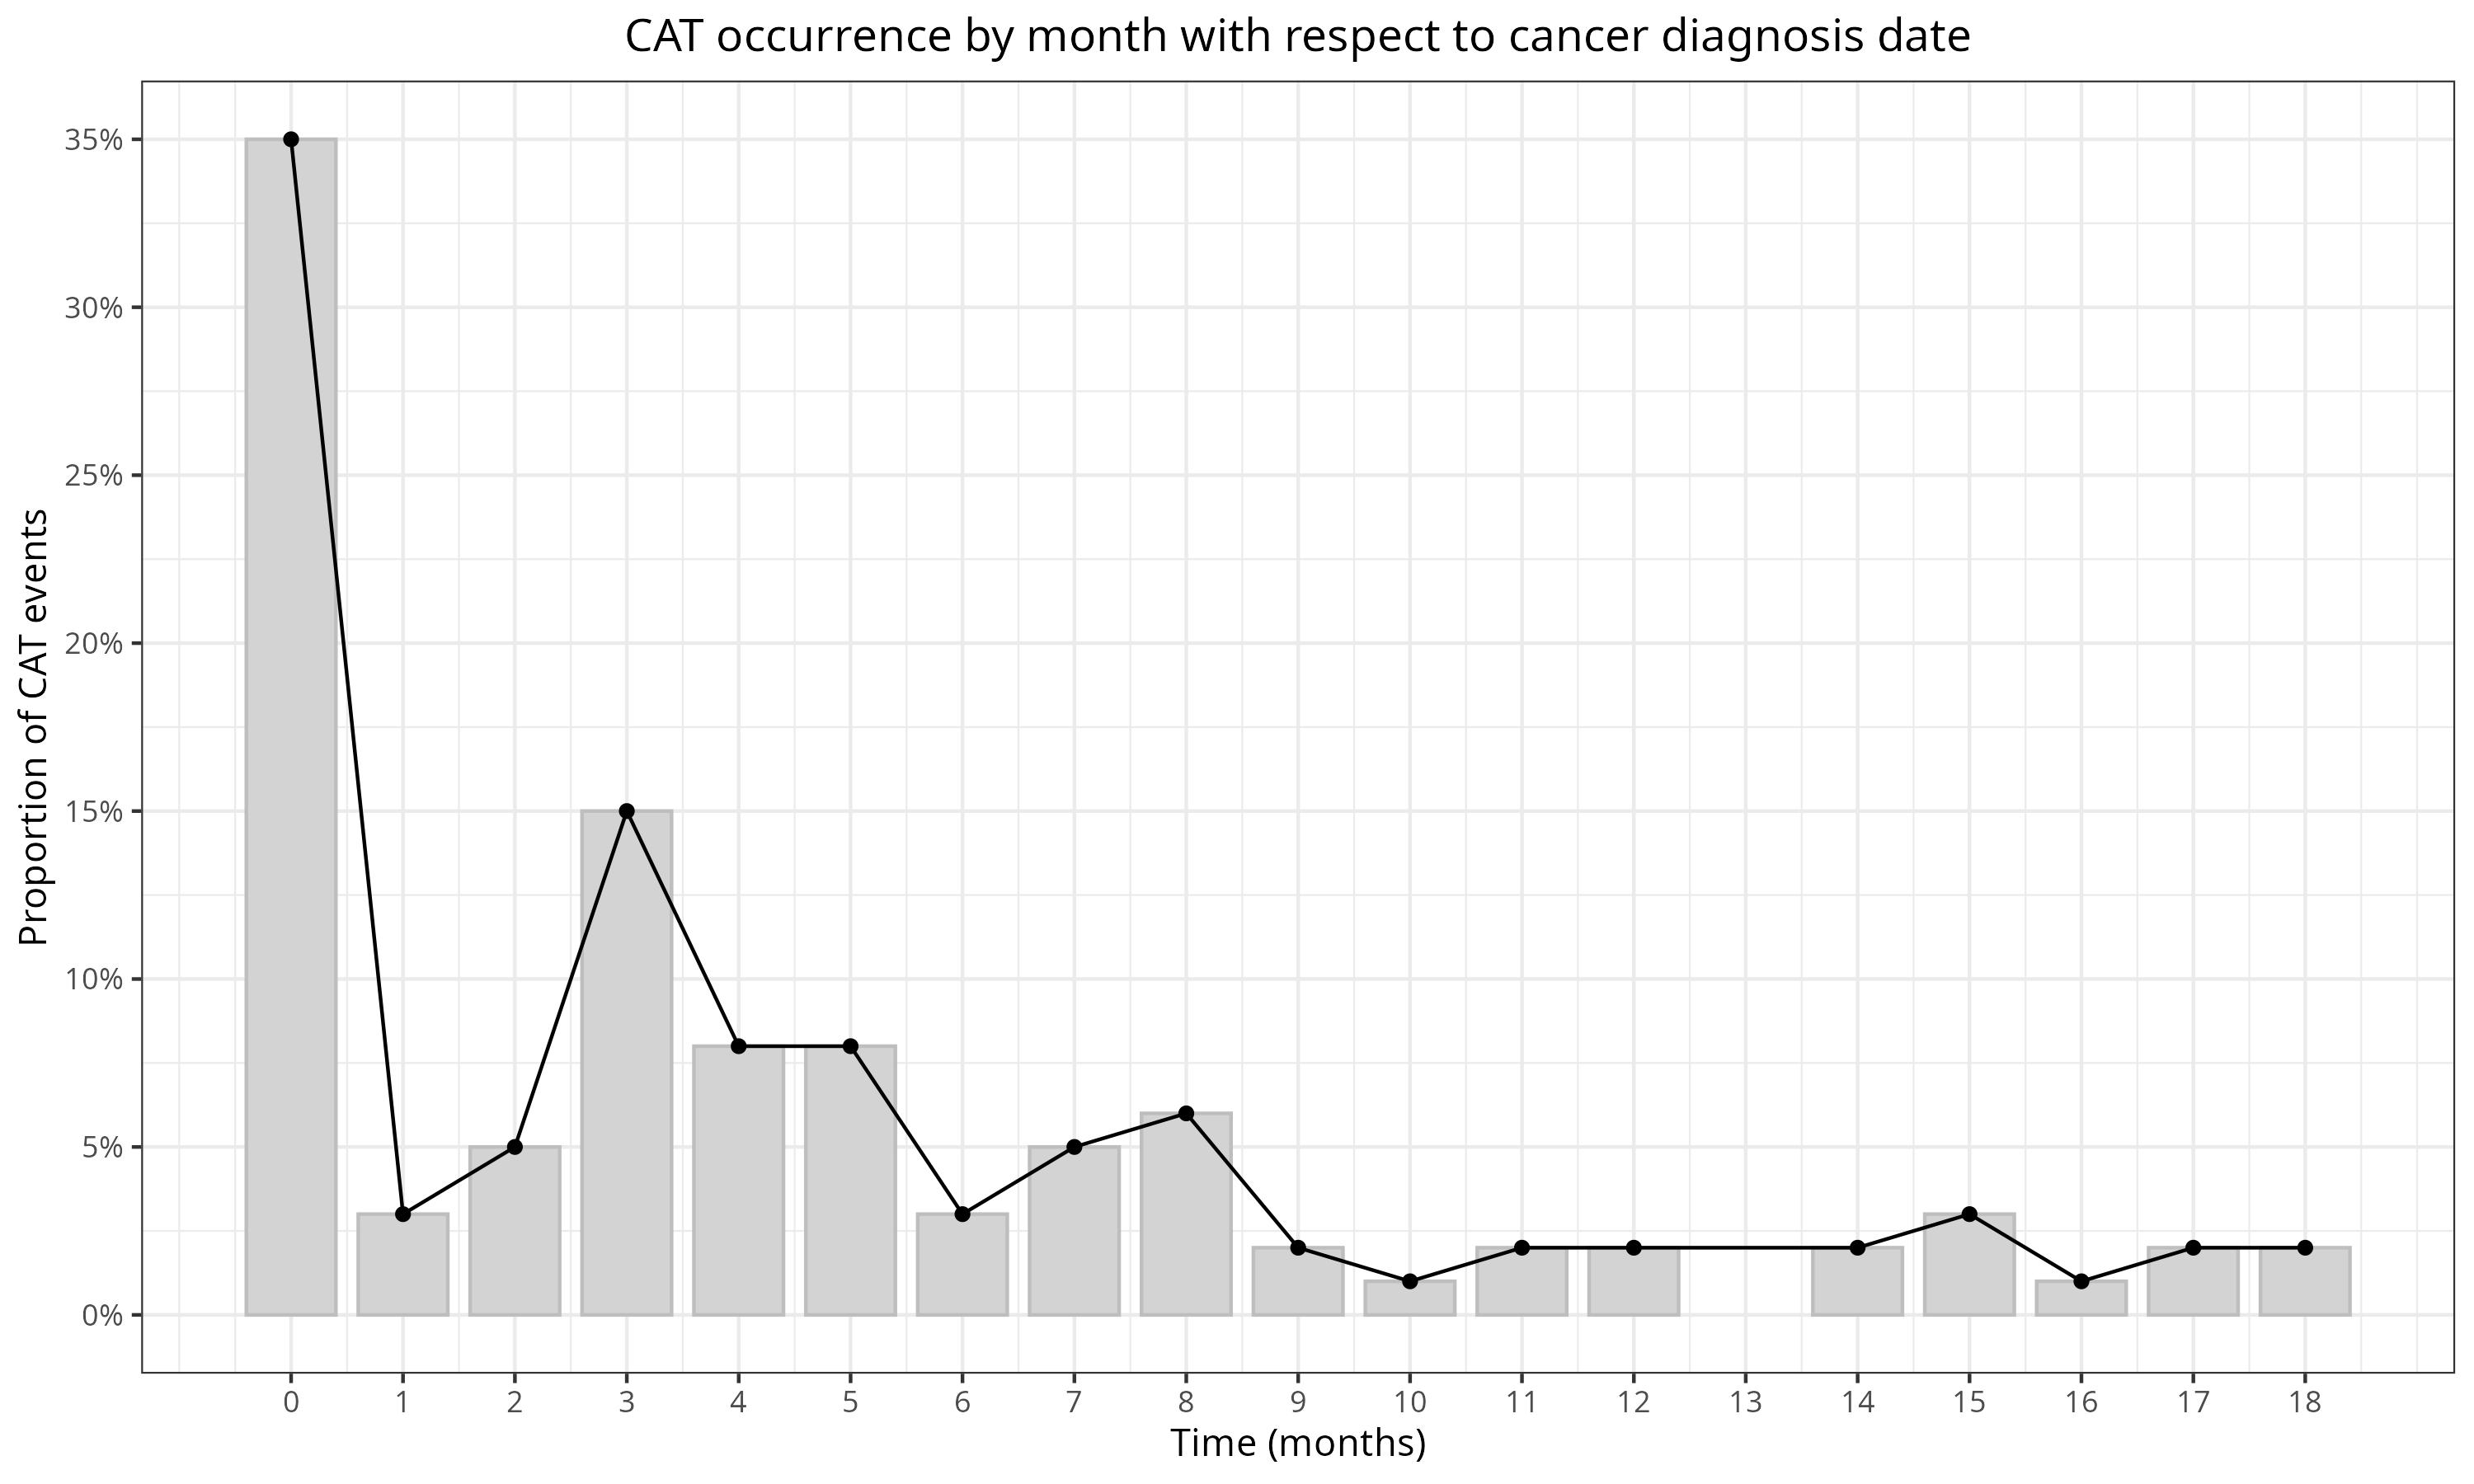 CAT occurrence by month with respect to cancer diagnosis date
Proportion of CAT events
35%
30%
25%
20%
15%
10%
5%
0%
0 1 2 3 4 5 6 7 8 9 10 11 12 13 14 15 16 17 18
Time (months)